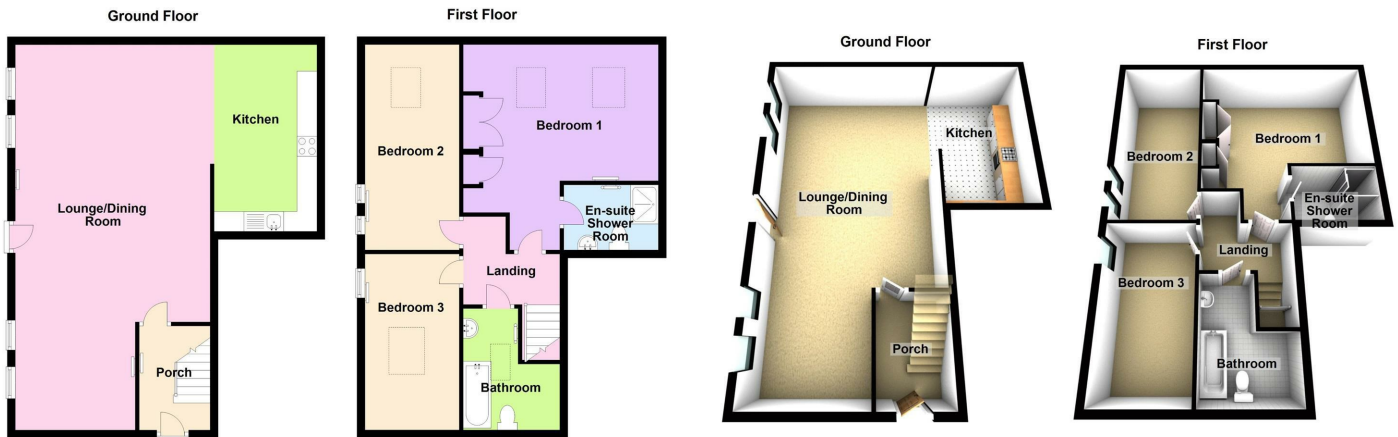 Ground Floor
Kitchen
Lounge/Dining
Room
Porch
First Floor
Bedroom 2
Bedroom 1
En-suite
Shower
Room
Landing
Bedroom 3
Bathroom
Ground Floor
Kitchen
Lounge/Dining
Room
Porch
First Floor
Bedroom 1
Bedroom 2
En-suite
Shower
Room
Landing
Bedroom 3
Bathroom